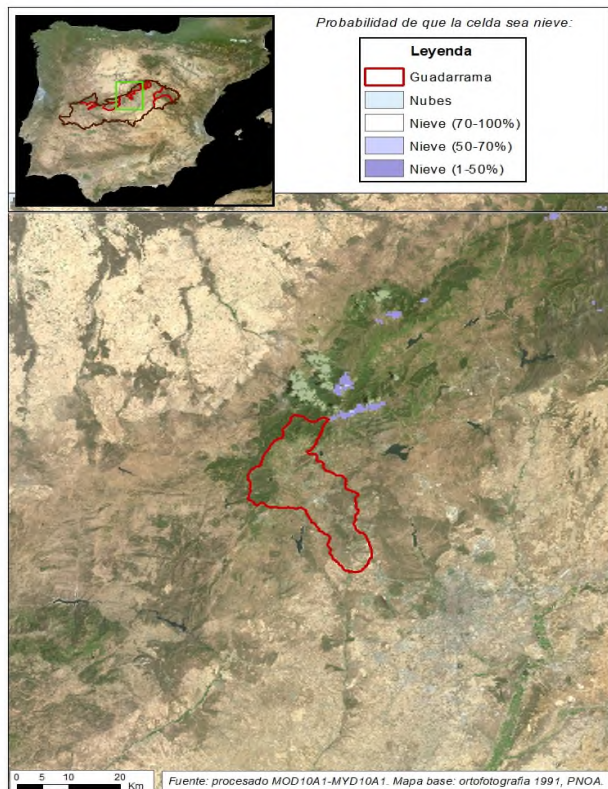 Probabilidad de que la celda sea nieve:
Leyenda
Guadarrama
Nubes
Nieve (70-100%)
Nieve (50-70%)
Nieve (1-50%)
0 5 10 20
Km
Fuente: procesado MOD10A1-MYD10A1. Mapa base: ortofotografía 1991, PNOA.